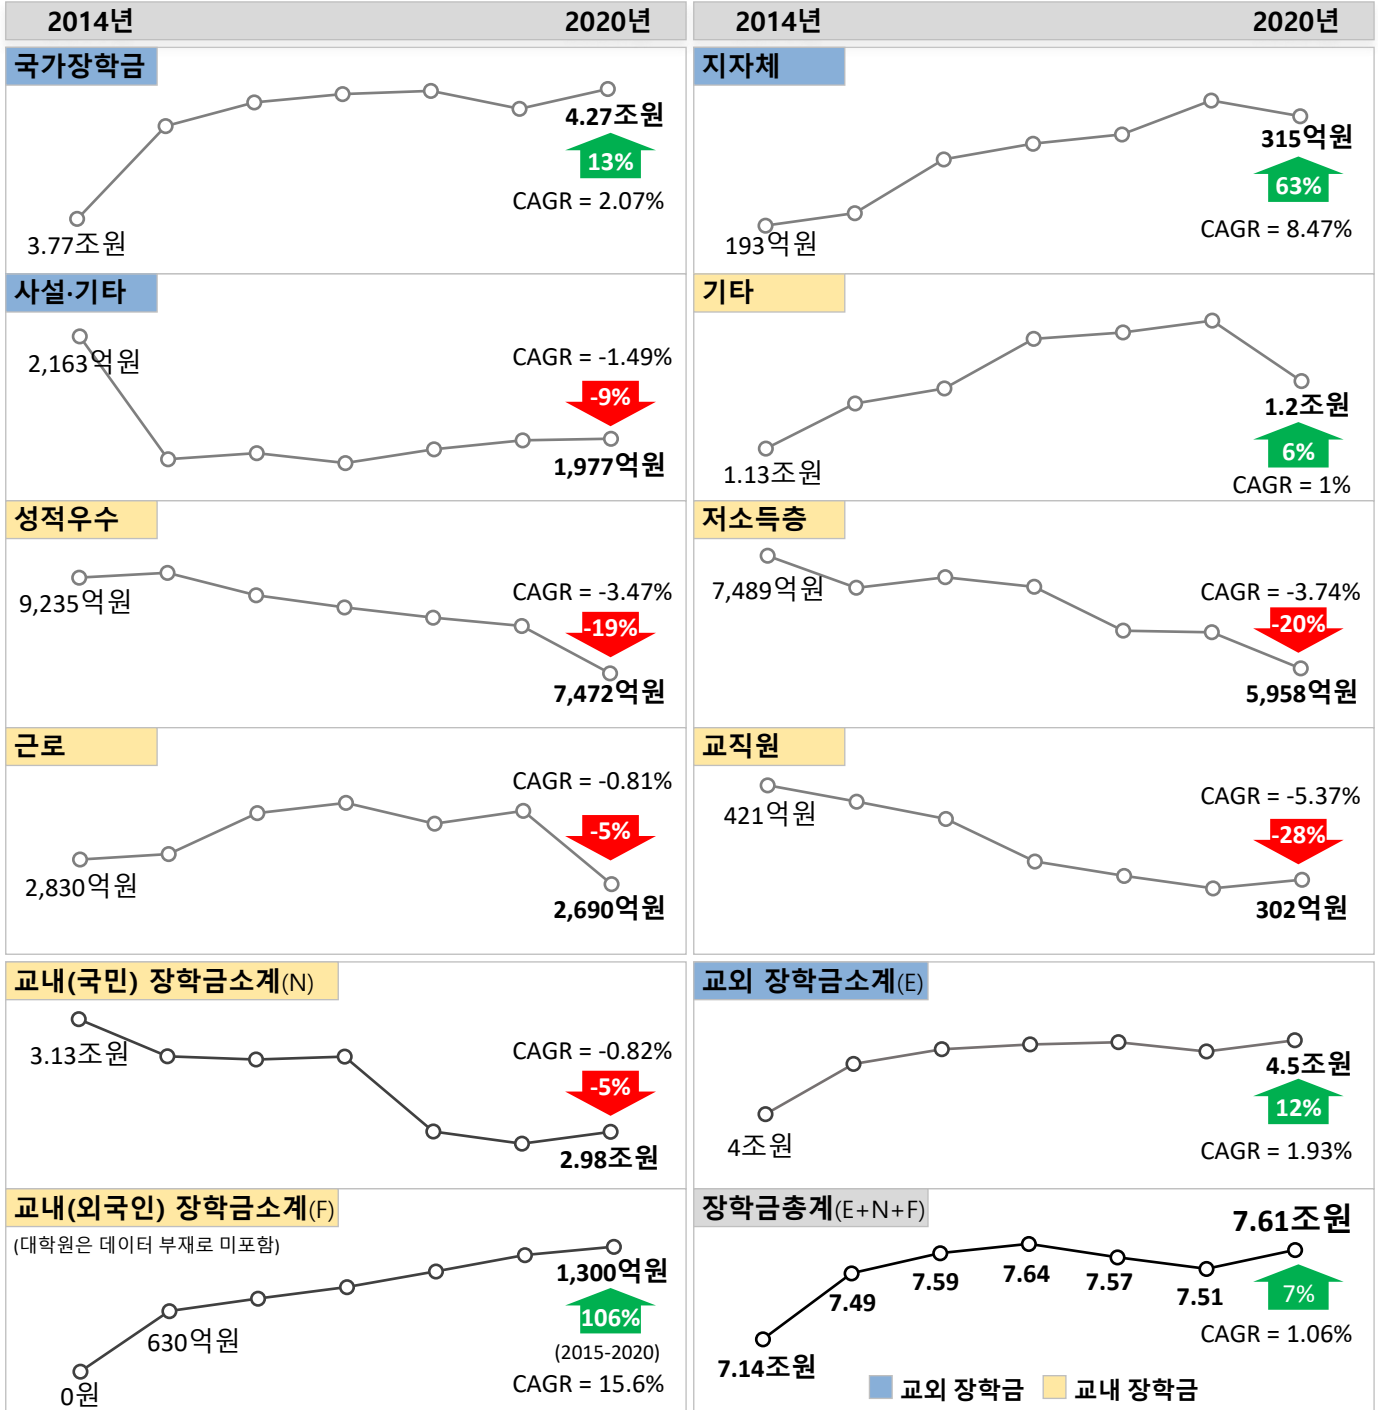 2014년 2020년
2014년 2020년
국가장학금
4.27조원
13%
CAGR = 2.07%
3.77조원
지자체
315억원
63%
CAGR = 8.47%
193억원
사설·기타
2,163억원
CAGR = -1.49%
-9%
1,977억원
기타
1.2조원
6%
1.13조원
CAGR = 1%
성적우수
9,235억원
CAGR = -3.47%
-19%
7,472억원
저소득층
7,489억원
CAGR = -3.74%
-20%
5,958억원
근로
CAGR = -0.81%
-5%
2,830억원
2,690억원
교직원
421억원
CAGR = -5.37%
-28%
302억원
교내(국민) 장학금소계(N)
3.13조원
CAGR = -0.82%
-5%
2.98조원
교외 장학금소계(E)
4.5조원
12%
4조원
CAGR = 1.93%
교내(외국인) 장학금소계(F)
(대학원은 데이터 부재로 미포함)
1,300억원
106%
630억원
(2015-2020)
CAGR = 15.6%
0원
장학금총계(E+N+F)
7.61조원
7.49
7.59
7.64
7.57
7.51
7%
CAGR = 1.06%
7.14조원
교외 장학금 교내 장학금